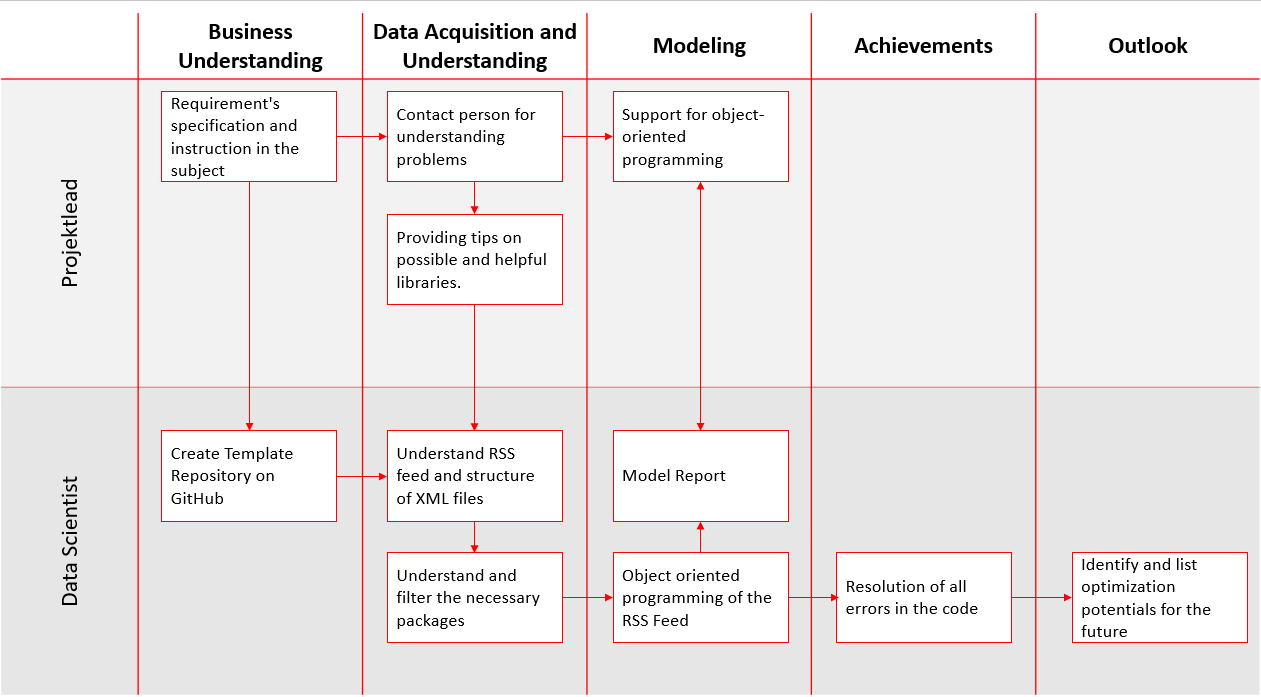 Business
Understanding
Data Acquisition and
Understanding
Modeling
Achievements
Outlook
Projektlead
Requirement's
specification and
instruction in the
subject
Contact person for
understanding
problems
Support for object-
oriented
programming
Providing tips on
possible and helpful
libraries.
Data Scientist
Create Template
Repository on
GitHub
Understand RSS
feed and structure
of XML files
Model Report
Understand and
filter the necessary
packages
Object oriented
programming of the
RSS Feed
Resolution of all
errors in the code
Identify and list
optimization
potentials for the
future